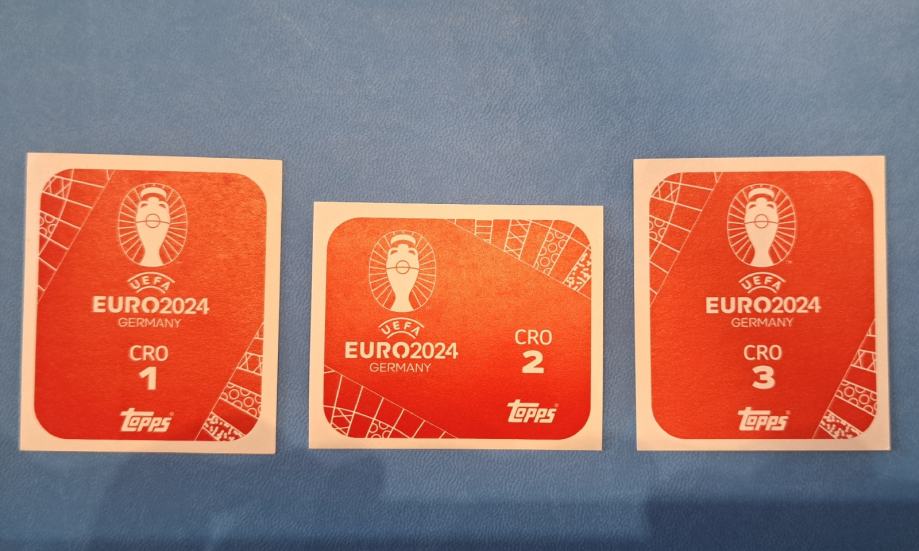 UEFA
EURO2024
GERMANY
CRO
1
Topps
UEFA
EURO2024
GERMANY
CRO
2
Topps
UEFA
EURO2024
GERMANY
CRO
3
Topps